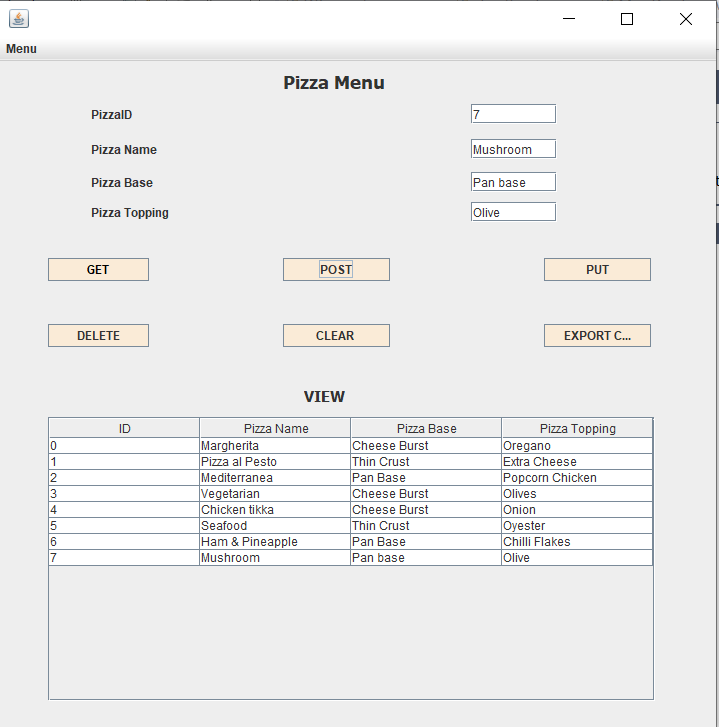 Menu
Pizza Menu
PizzaID 7
Pizza Name Mushroom
Pizza Base Pan base
Pizza Topping Olive
GET POST PUT
DELETE CLEAR EXPORT C...
VIEW
ID Pizza Name Pizza Base Pizza Topping
0 Margherita Cheese Burst Oregano
1 Pizza al Pesto Thin Crust Extra Cheese
2 Mediterranea Pan Base Popcorn Chicken
3 Vegetarian Cheese Burst Olives
4 Chicken tikka Cheese Burst Onion
5 Seafood Thin Crust Oyester
6 Ham & Pineapple Pan Base Chilli Flakes
7 Mushroom Pan base Olive